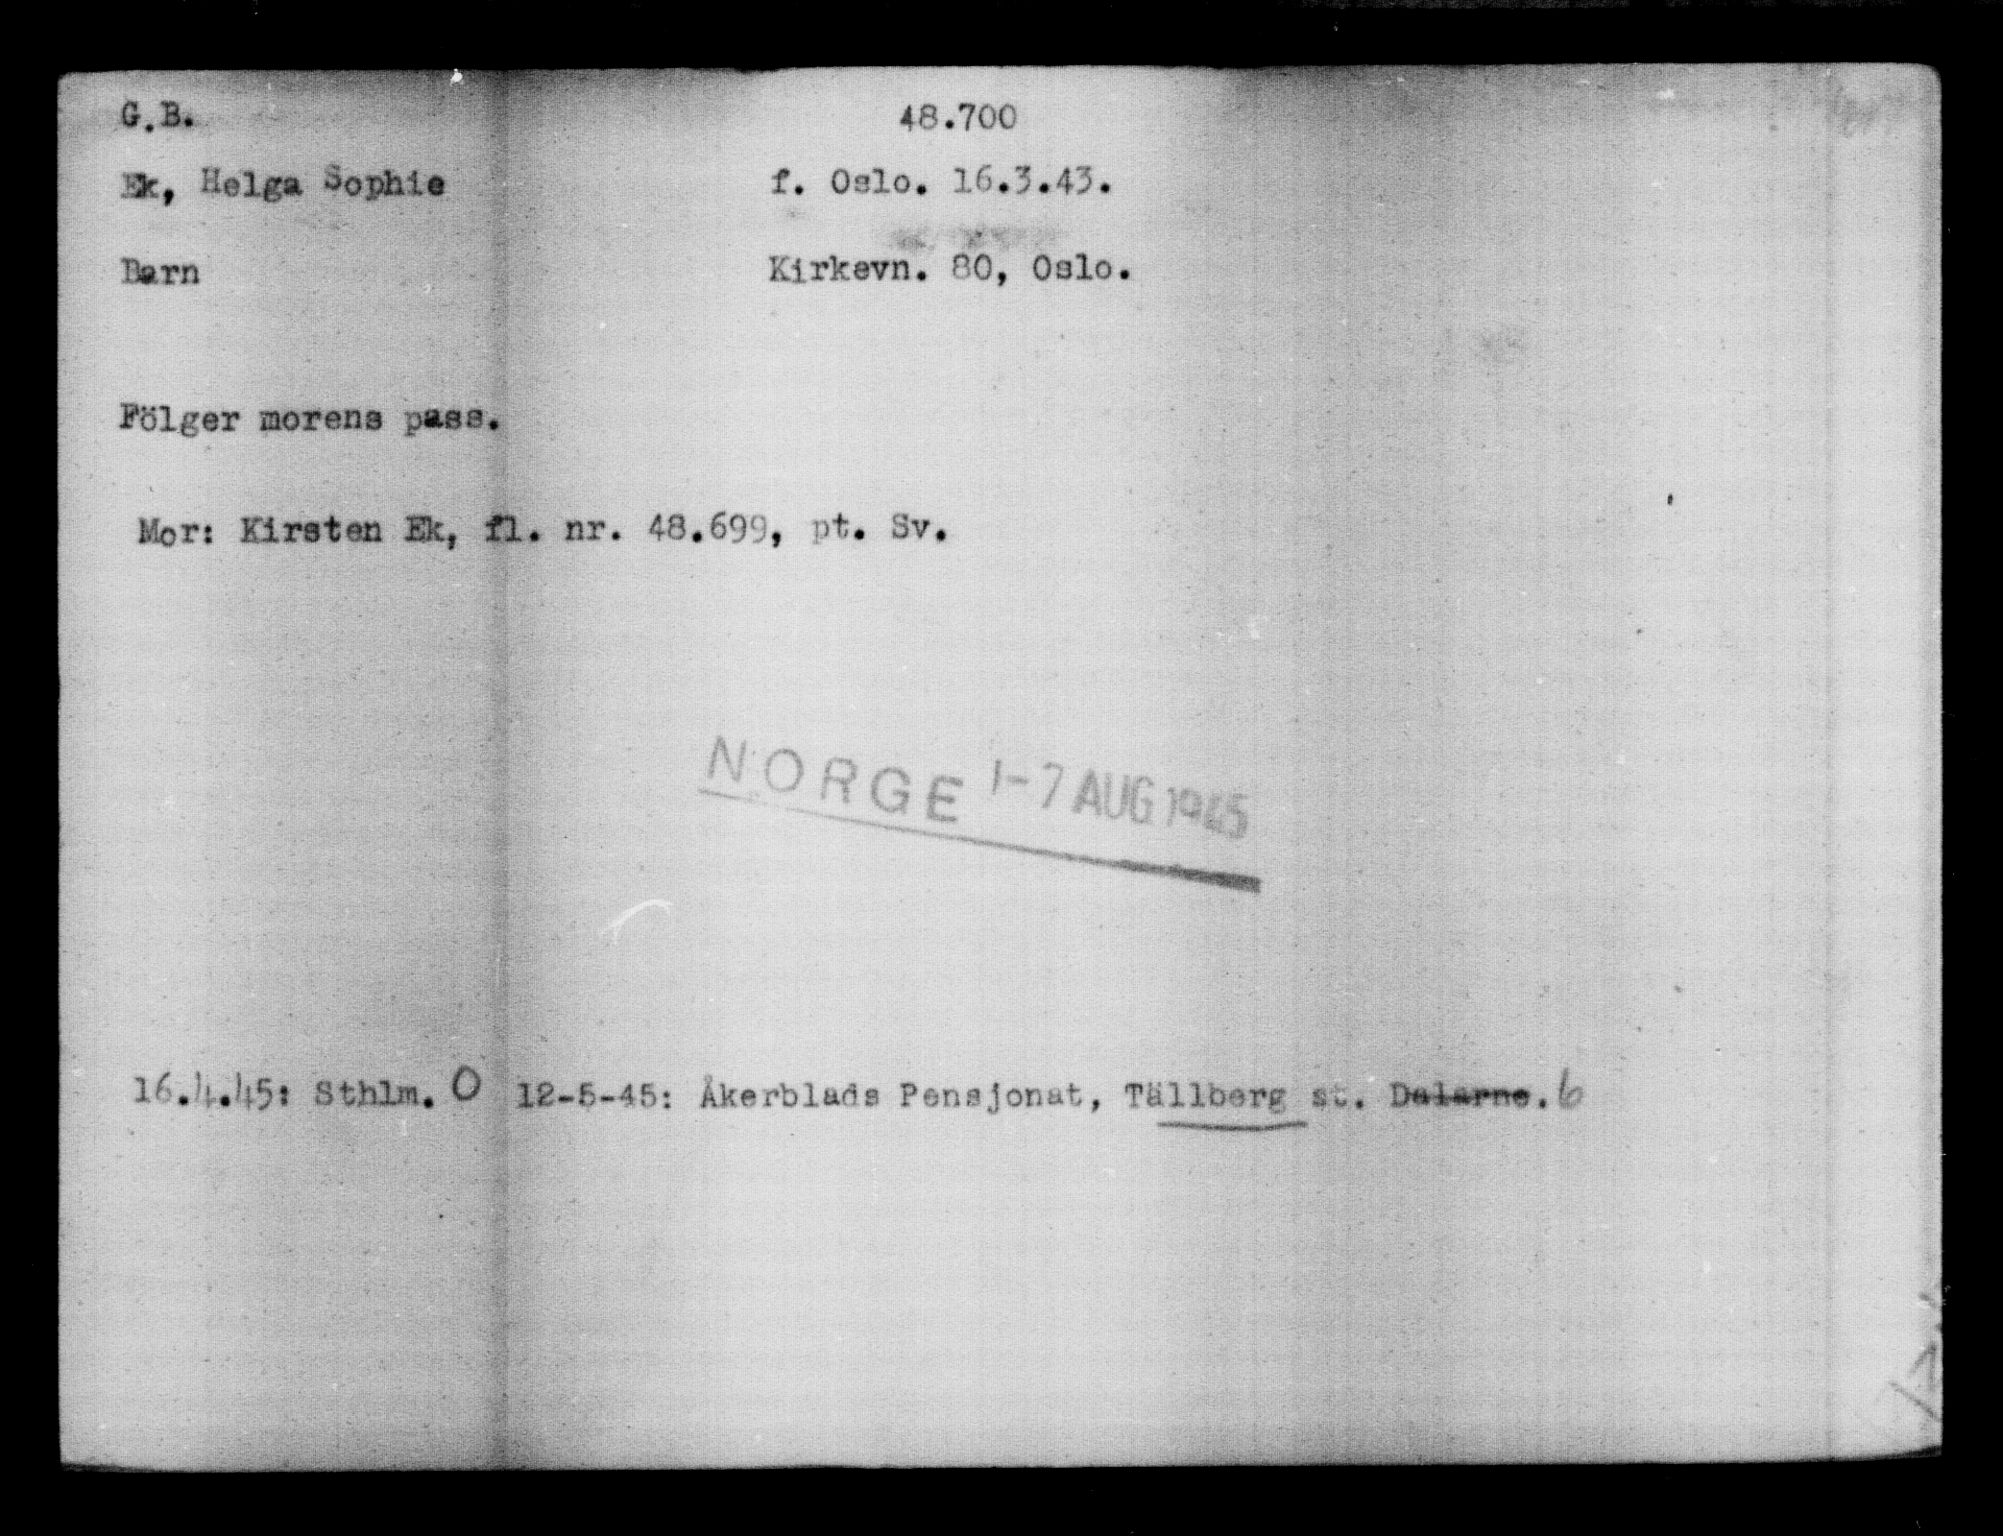 G.B. 48.700
Ek, Helga Sophie f. Oslo. 16.3.43.
Barn Kirkevn. 80, Oslo.
Fölger morens pass.
Mor: Kirsten Ek, fl. nr. 48.699, pt. Sv.
NORGE 1-7 AUG 1945
16.4.45: Sthlm. O 12-5-45: Åkerblads Pensjonat, Tällberg st. Dalarne. 6